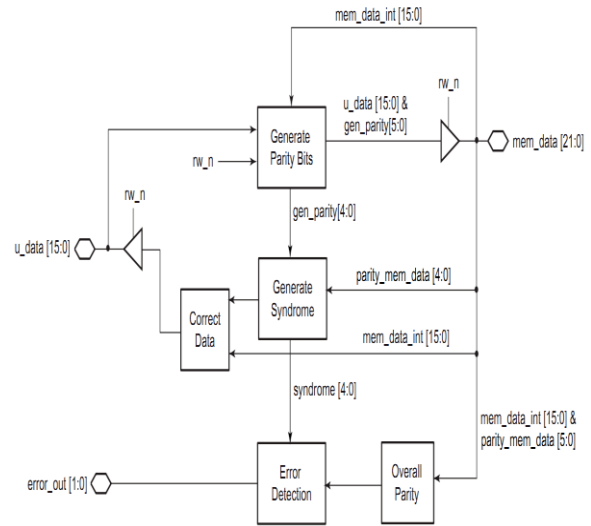 mem_data_int [15:0]
rw_n
u_data [15:0] &
gen_parity[5:0]
Generate
Parity Bits
mem_data [21:0]
rw_n
rw_n
gen_parity[4:0]
u_data [15:0]
Generate
Syndrome
parity_mem_data [4:0]
Correct
Data
mem_data_int [15:0]
syndrome [4:0]
mem_data_int [15:0] &
parity_mem_data [5:0]
error_out [1:0]
Error
Detection
Overall
Parity